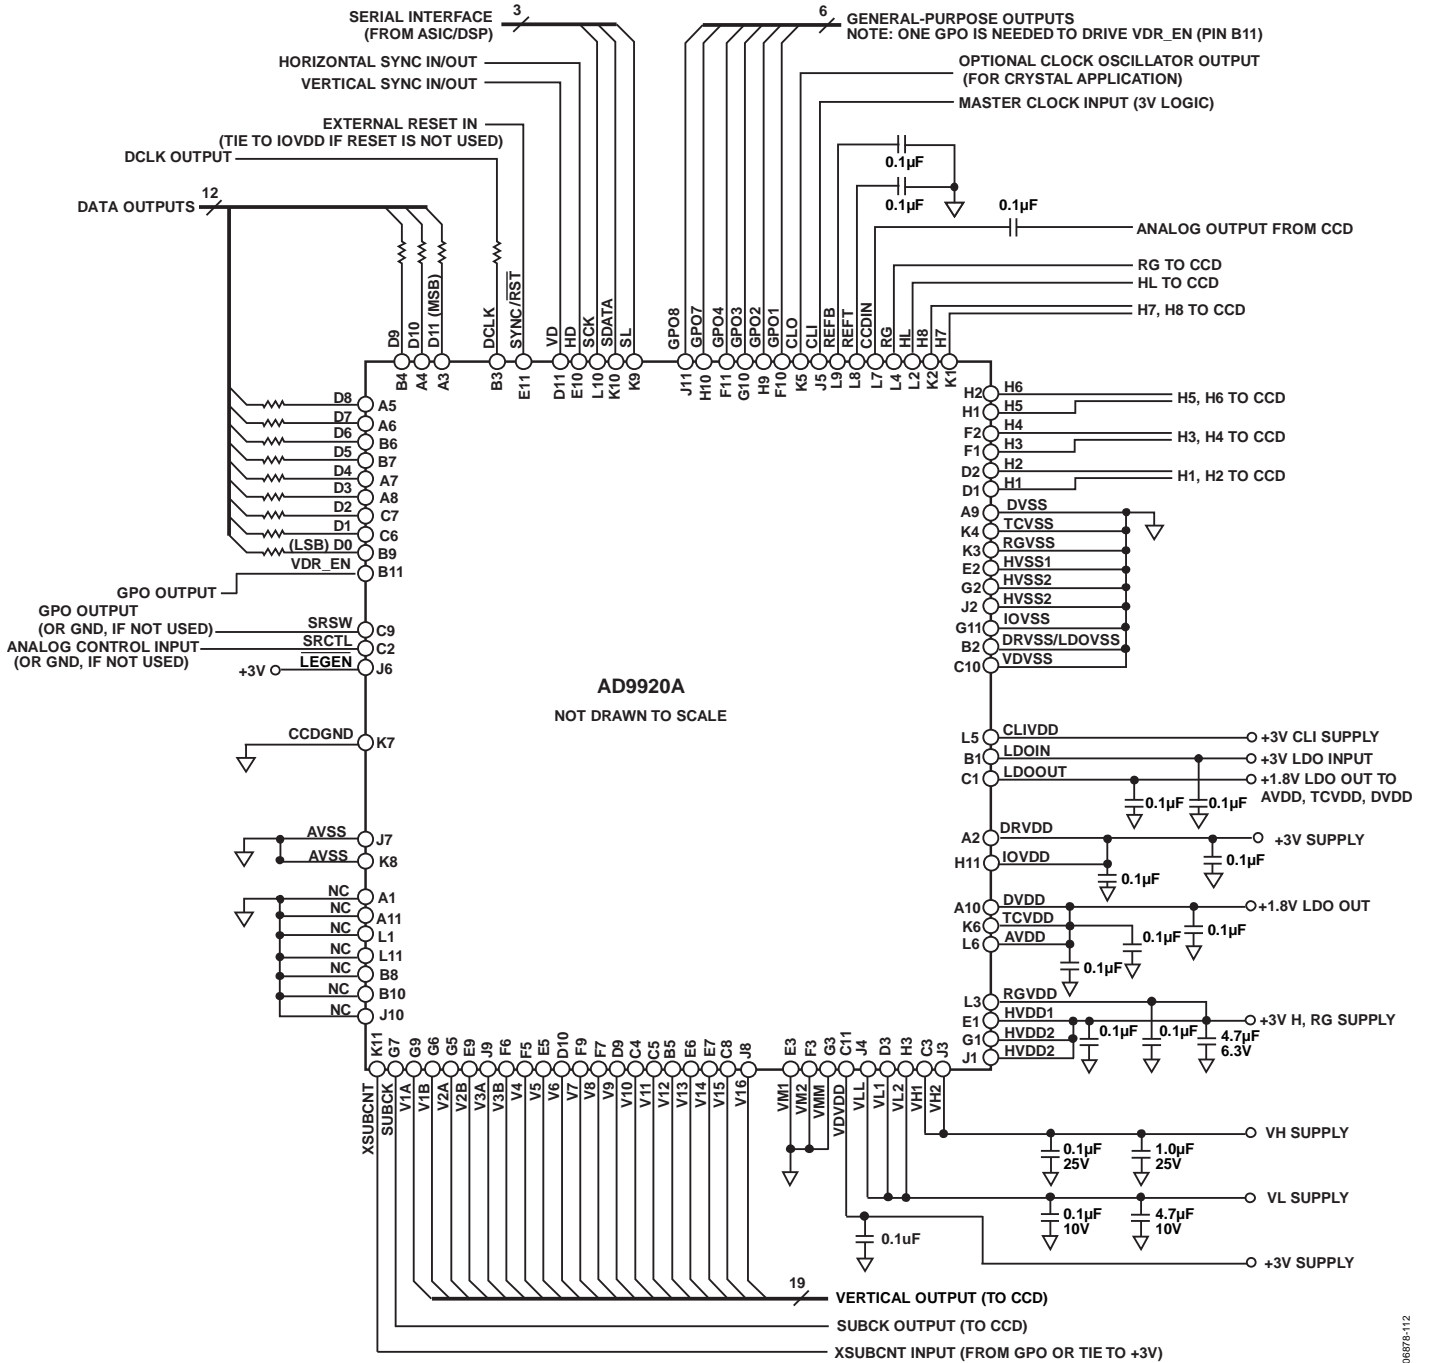 SERIAL INTERFACE
(FROM ASIC/DSP)
3
6
GENERAL-PURPOSE OUTPUTS
NOTE: ONE GPO IS NEEDED TO DRIVE VDR_EN (PIN B11)
HORIZONTAL SYNC IN/OUT
OPTIONAL CLOCK OSCILLATOR OUTPUT
(FOR CRYSTAL APPLICATION)
VERTICAL SYNC IN/OUT
MASTER CLOCK INPUT (3V LOGIC)
EXTERNAL RESET IN
(TIE TO IOVDD IF RESET IS NOT USED)
DCLK OUTPUT
0.1µF
0.1µF
0.1µF
DATA OUTPUTS
12
ANALOG OUTPUT FROM CCD
RG TO CCD
HL TO CCD
H7, H8 TO CCD
D9
D10
D11 (MSB)
DCLK
SYNC/RST
VD
HD
SCK
SDATA
SL
GPO8
GPO7
GPO4
GPO3
GPO2
GPO1
CLO
CLI
REFB
REFT
CCDIN
RG
HL
H8
H7
B4
A4
A3
B3
E11
D11
E10
L10
K10
K9
J11
H10
F11
G10
H9
F10
K5
J5
L9
L8
L7
L4
L2
K2
K1
D8 A5
D7 A6
D6 B6
D5 B7
D4 A7
D3 A8
D2 C7
D1 C6
(LSB) D0 B9
VDR_EN B11
GPO OUTPUT
GPO OUTPUT
(OR GND, IF NOT USED)
SRSW C9
ANALOG CONTROL INPUT
(OR GND, IF NOT USED)
SRCTL C2
+3V LEGEN J6
CCDGND K7
AVSS J7
AVSS K8
NC A1
NC A11
NC L1
NC L11
NC B8
NC B10
NC J10
AD9920A
NOT DRAWN TO SCALE
H2 H6
H1 H5
H5, H6 TO CCD
F2 H4
F1 H3
H3, H4 TO CCD
D2 H2
D1 H1
H1, H2 TO CCD
A9 DVSS
K4 TCVSS
K3 RGVSS
E2 HVSS1
G2 HVSS2
J2 HVSS2
G11 IOVSS
B2 DRVSS/LDOVSS
C10 VDVSS
L5 CLIVDD +3V CLI SUPPLY
B1 LDOIN +3V LDO INPUT
C1 LDOOUT +1.8V LDO OUT TO
AVDD, TCVDD, DVDD
0.1µF 0.1µF
A2 DRVDD +3V SUPPLY
H11 IOVDD
0.1µF
0.1µF
A10 DVDD +1.8V LDO OUT
K6 TCVDD
L6 AVDD
0.1µF
0.1µF
0.1µF
L3 RGVDD
E1 HVDD1 +3V H, RG SUPPLY
G1 HVDD2
J1 HVDD2
0.1µF
0.1µF
4.7µF
6.3V
K11
G7
G9
G6
G5
E9
J9
F6
F5
E5
D10
F9
F7
D9
C4
C5
B5
E6
E7
C8
J8
E3
F3
G3
C11
J4
D3
H3
C3
J3
XSUBCNT
SUBCK
V1A
V1B
V2A
V2B
V3A
V3B
V4
V5
V6
V7
V8
V9
V10
V11
V12
V13
V14
V15
V16
VM1
VM2
VMM
VDVDD
VLL
VL1
VL2
VH1
VH2
VH SUPPLY
0.1µF
25V
1.0µF
25V
VL SUPPLY
0.1µF
10V
4.7µF
10V
0.1uF
+3V SUPPLY
19
VERTICAL OUTPUT (TO CCD)
SUBCK OUTPUT (TO CCD)
XSUBCNT INPUT (FROM GPO OR TIE TO +3V)
06878-112